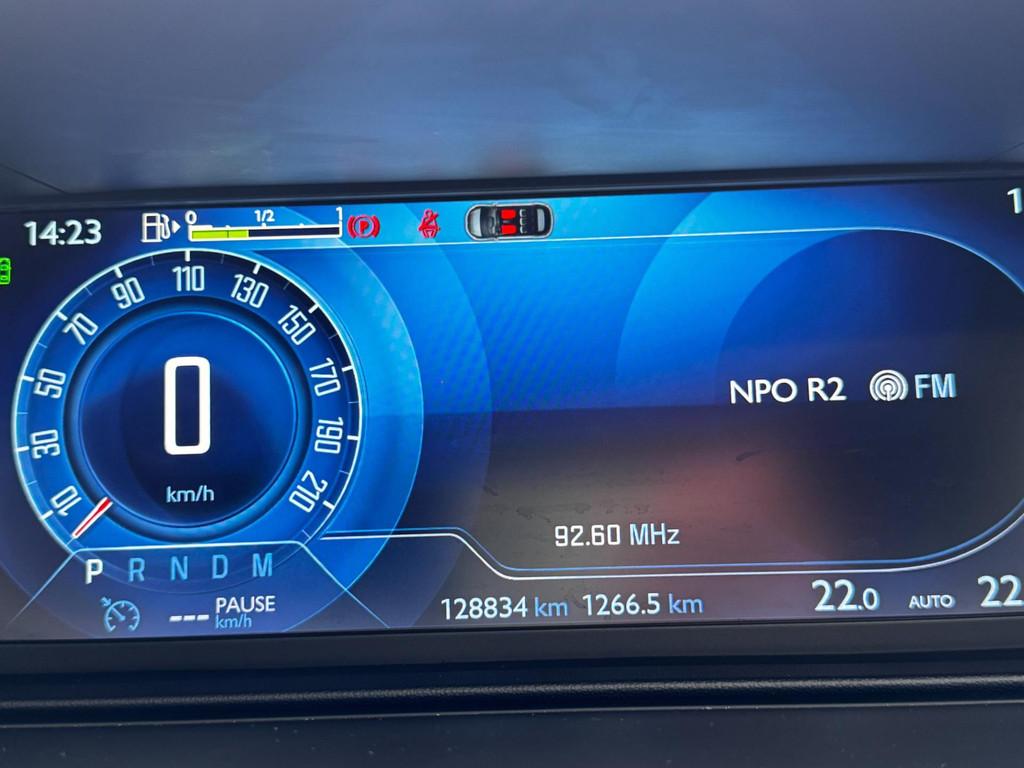 14:23 0 1/2 1 P 1
10 30 50 70 90 110 130 150 170 190 210
0
km/h
NPO R2 FM
92.60 MHz
P R N D M
--- PAUSE
km/h
128834 km 1266.5 km 22.0 AUTO 22